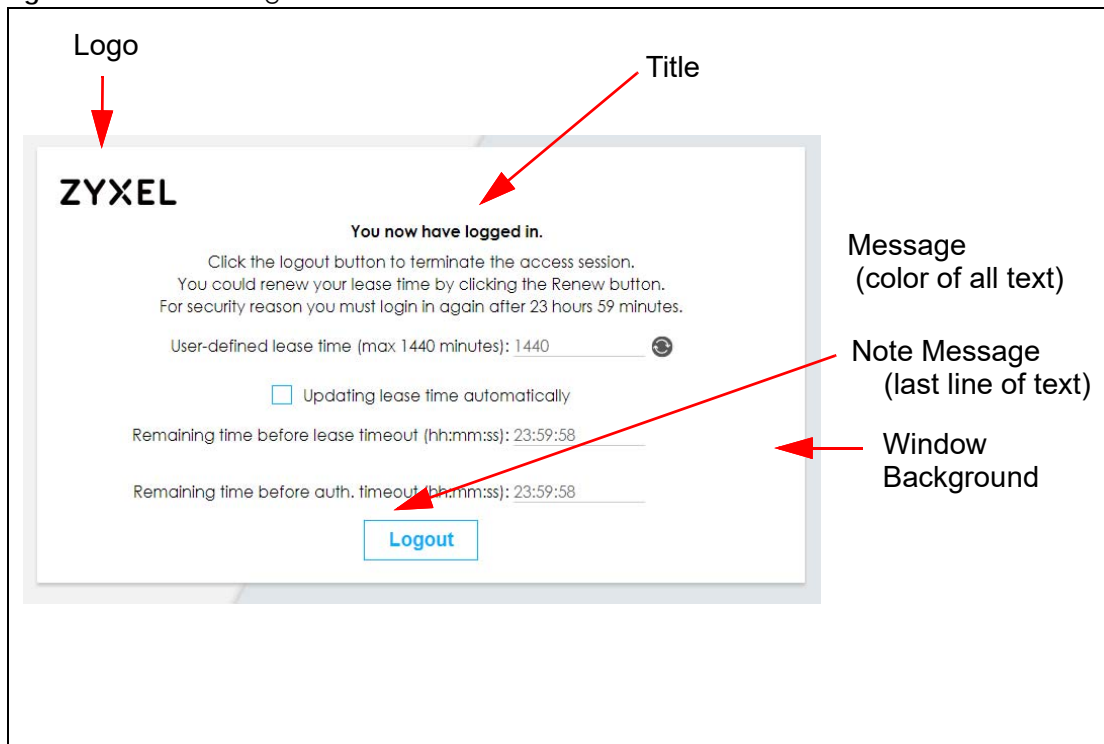 Logo
Title
ZYXEL
You now have logged in.
Click the logout button to terminate the access session.
You could renew your lease time by clicking the Renew button.
For security reason you must login in again after 23 hours 59 minutes.
User-defined lease time (max 1440 minutes): 1440
Updating lease time automatically
Remaining time before lease timeout (hh:mm:ss): 23:59:58
Remaining time before auth. timeout (hh:mm:ss): 23:59:58
Logout
Message
(color of all text)
Note Message
(last line of text)
Window
Background